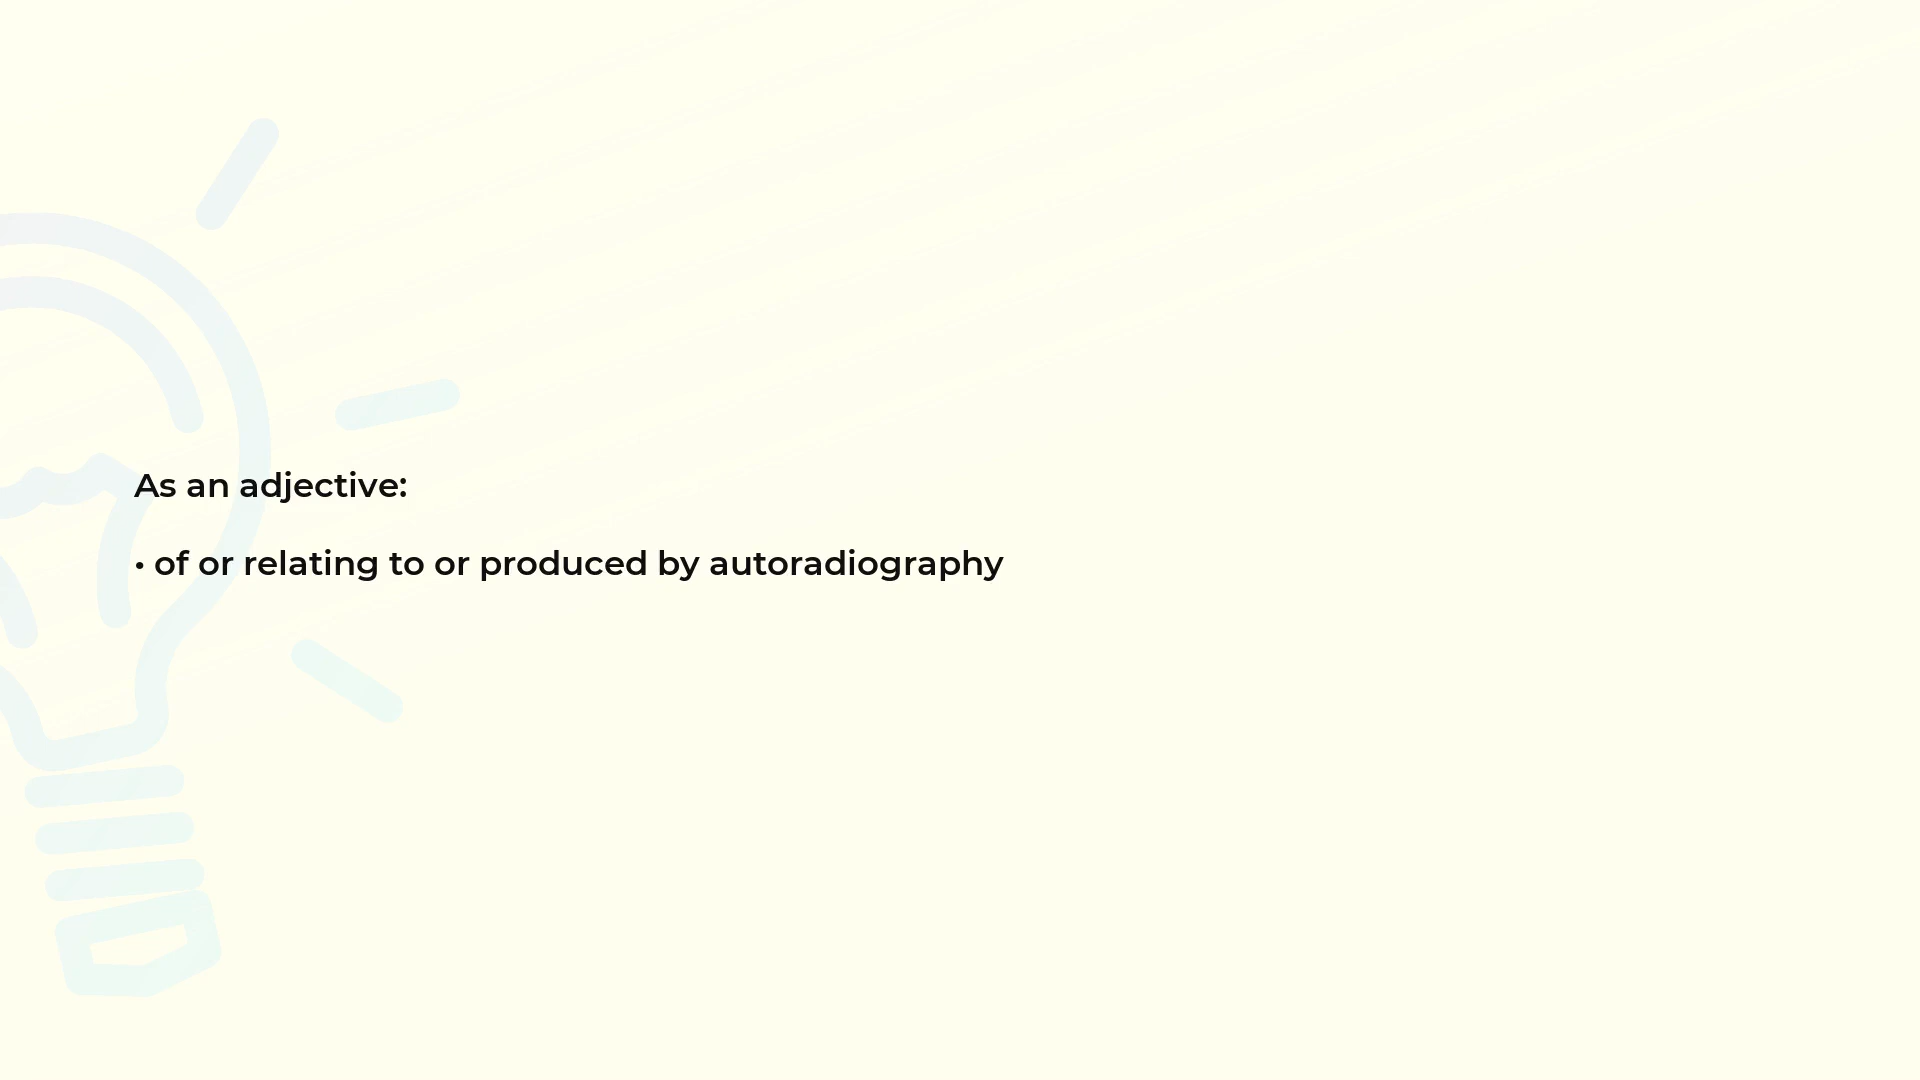 As an adjective:
• of or relating to or produced by autoradiography